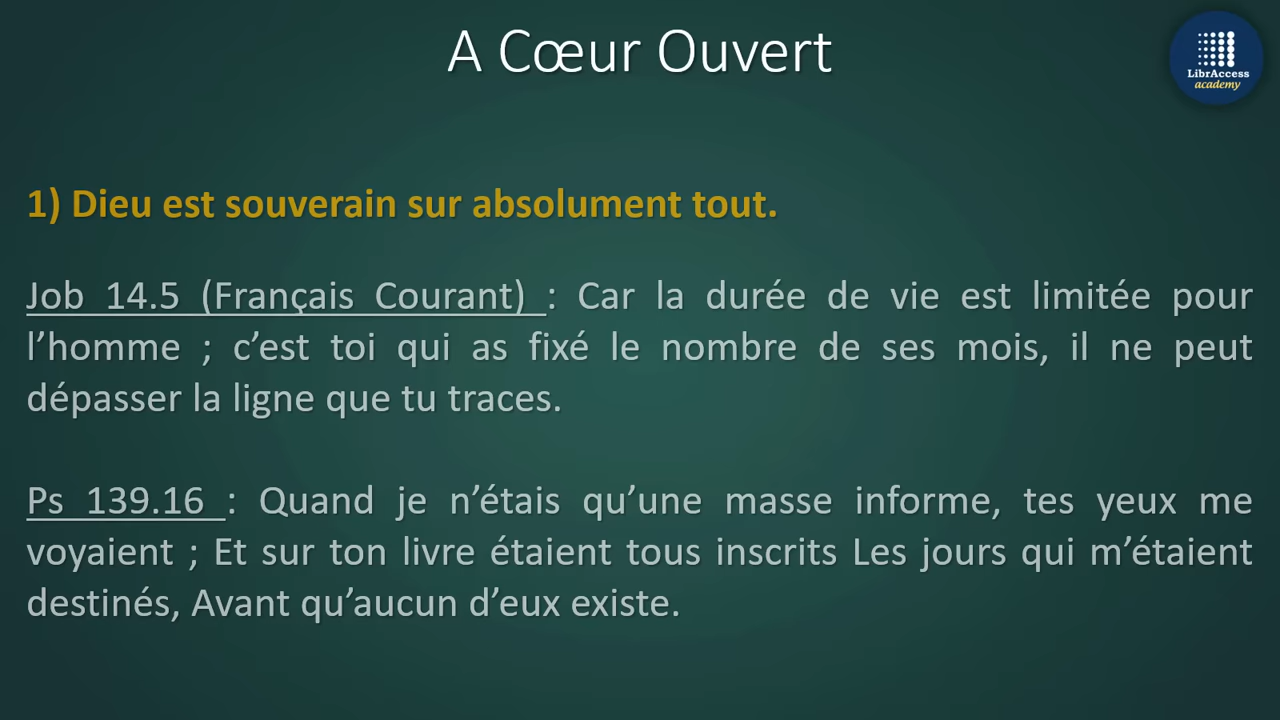 A Cœur Ouvert
LibrAccess
academy
1) Dieu est souverain sur absolument tout.
Job 14.5 (Français Courant) : Car la durée de vie est limitée pour
l’homme ; c’est toi qui as fixé le nombre de ses mois, il ne peut
dépasser la ligne que tu traces.
Ps 139.16 : Quand je n’étais qu’une masse informe, tes yeux me
voyaient ; Et sur ton livre étaient tous inscrits Les jours qui m’étaient
destinés, Avant qu’aucun d’eux existe.